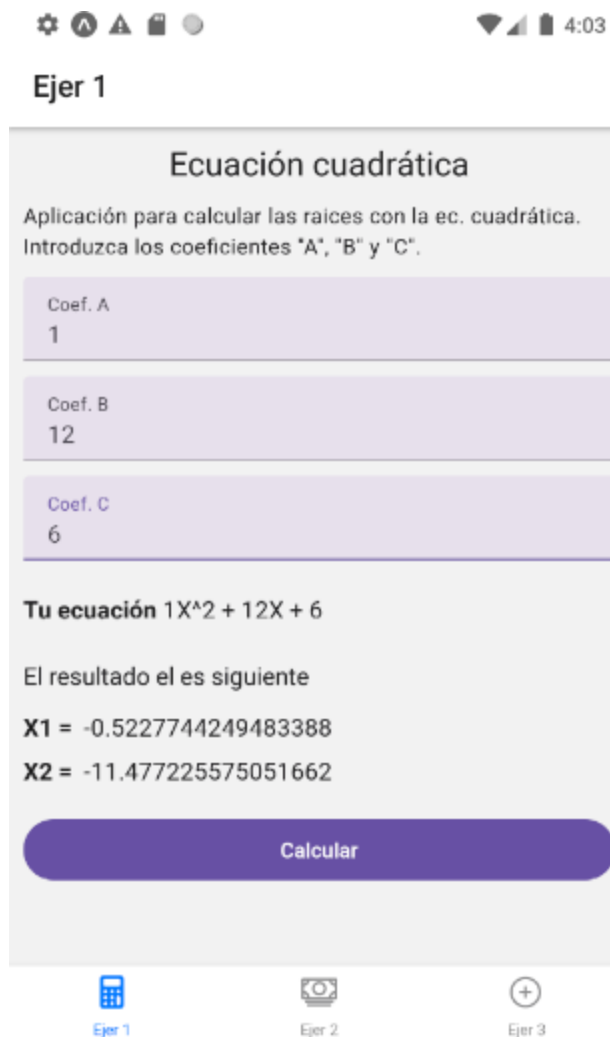 4:03
Ejer 1
Ecuación cuadrática
Aplicación para calcular las raices con la ec. cuadrática.
Introduzca los coeficientes "A", "B" y "C".
Coef. A
1
Coef. B
12
Coef. C
6
Tu ecuación 1X^2 + 12X + 6
El resultado el es siguiente
X1 = -0.5227744249483388
X2 = -11.477225575051662
Calcular
Ejer 1 Ejer 2 Ejer 3